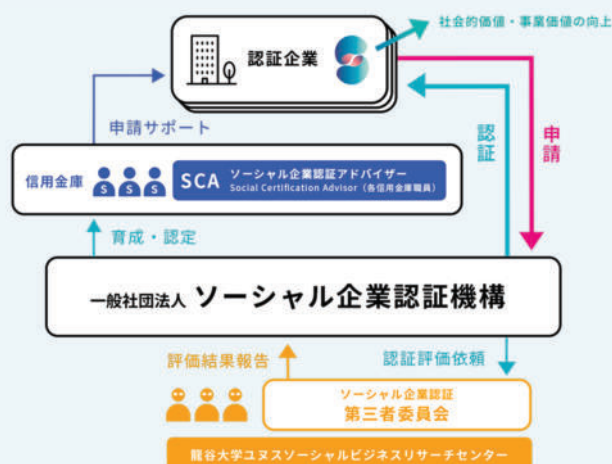 社会的価値・事業価値の向上
認証企業
申請サポート
認証
申請
信用金庫
S S S
SCA
ソーシャル企業認証アドバイザー
Social Certification Advisor（各信用金庫職員）
育成・認定
一般社団法人 ソーシャル企業認証機構
評価結果報告
認証評価依頼
ソーシャル企業認証
第三者委員会
龍谷大学ユヌスソーシャルビジネスリサーチセンター